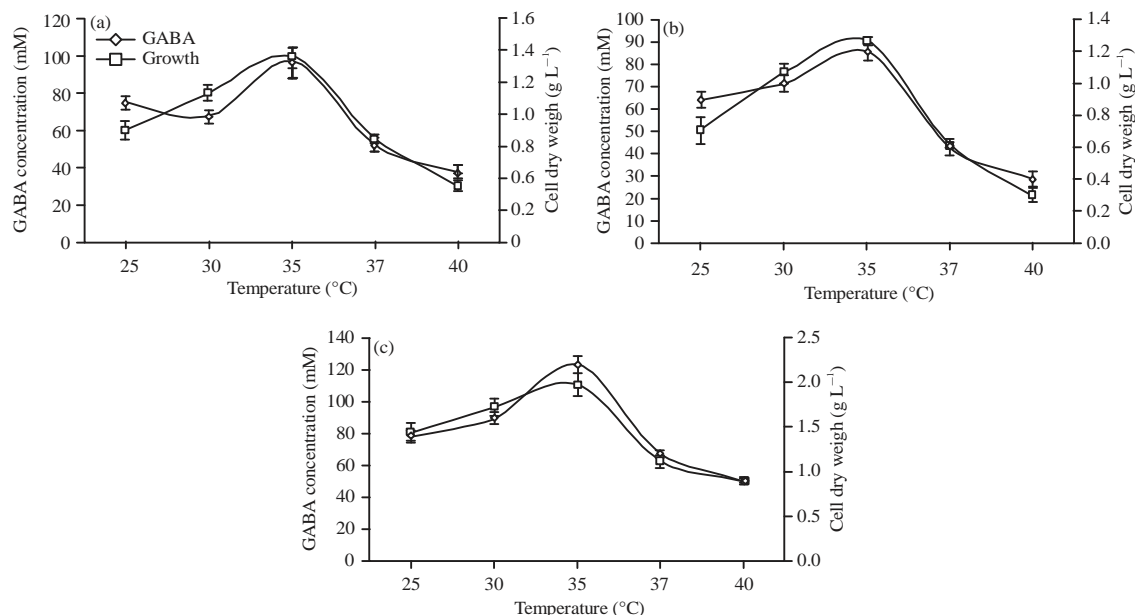 (a)
GABA
Growth
GABA concentration (mM)
120
100
80
60
40
20
0
1.6
1.4
1.2
1.0
0.8
0.6
0.4
0.2
0
Cell dry weigh (g L⁻¹)
25 30 35 37 40
Temperature (°C)
(b)
GABA concentration (mM)
100
90
80
70
60
50
40
30
20
10
0
1.4
1.2
1.0
0.8
0.6
0.4
0.2
0.0
Cell dry weigh (g L⁻¹)
25 30 35 37 40
Temperature (°C)
(c)
GABA concentration (mM)
140
120
100
80
60
40
20
0
2.5
2.0
1.5
1.0
0.5
0.0
Cell dry weigh (g L⁻¹)
25 30 35 37 40
Temperature (°C)